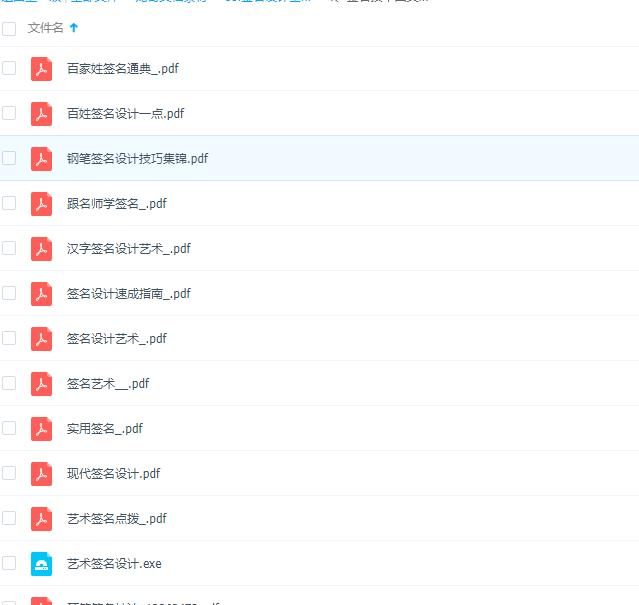 文件名
百家姓签名通典_.pdf
百姓签名设计一点.pdf
钢笔签名设计技巧集锦.pdf
跟名师学签名_.pdf
汉字签名设计艺术_.pdf
签名设计速成指南_.pdf
签名设计艺术_.pdf
签名艺术__.pdf
实用签名_.pdf
现代签名设计.pdf
艺术签名点拨_.pdf
艺术签名设计.exe